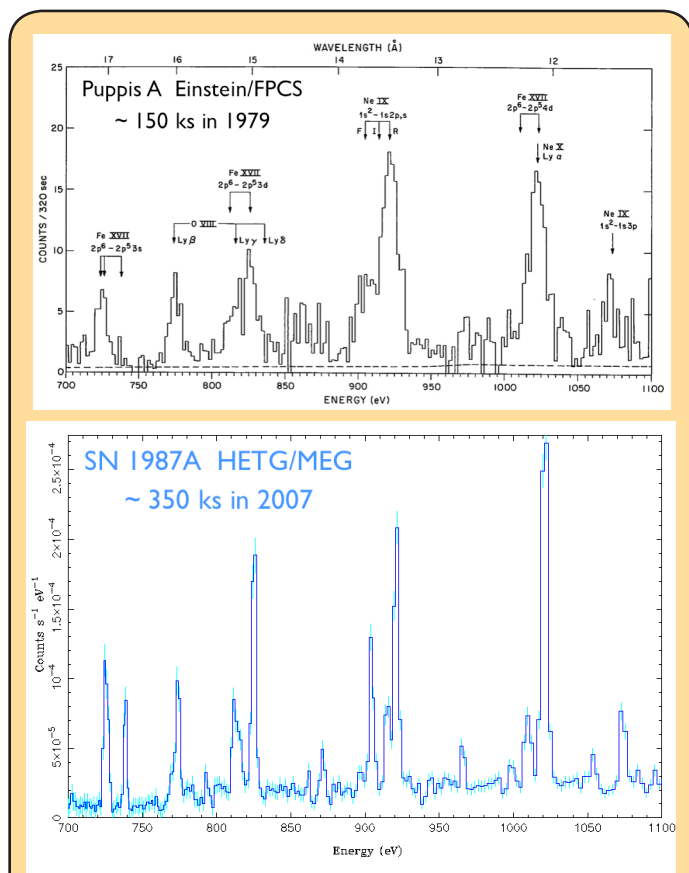 WAVELENGTH (Å)
17 16 15 14 13 12
Puppis A Einstein/FPCS
~ 150 ks in 1979
COUNTS / 320 sec
25
20
15
10
5
0
Fe XVII
2p⁶-2p⁵3s
Fe XVII
2p⁶-2p⁵3d
O VIII
Lyβ Lyγ Lyδ
Ne IX
1s²-1s2p,s
F I R
Fe XVII
2p⁶-2p⁵4d
Ne X
Ly α
Ne IX
1s²-1s3p
700 750 800 850 900 950 1000 1050 1100
ENERGY (eV)
SN 1987A HETG/MEG
~ 350 ks in 2007
Counts s⁻¹ eV⁻¹
2.5×10⁻⁴
2×10⁻⁴
1.5×10⁻⁴
10⁻⁴
5×10⁻⁵
0
700 750 800 850 900 950 1000 1050 1100
Energy (eV)